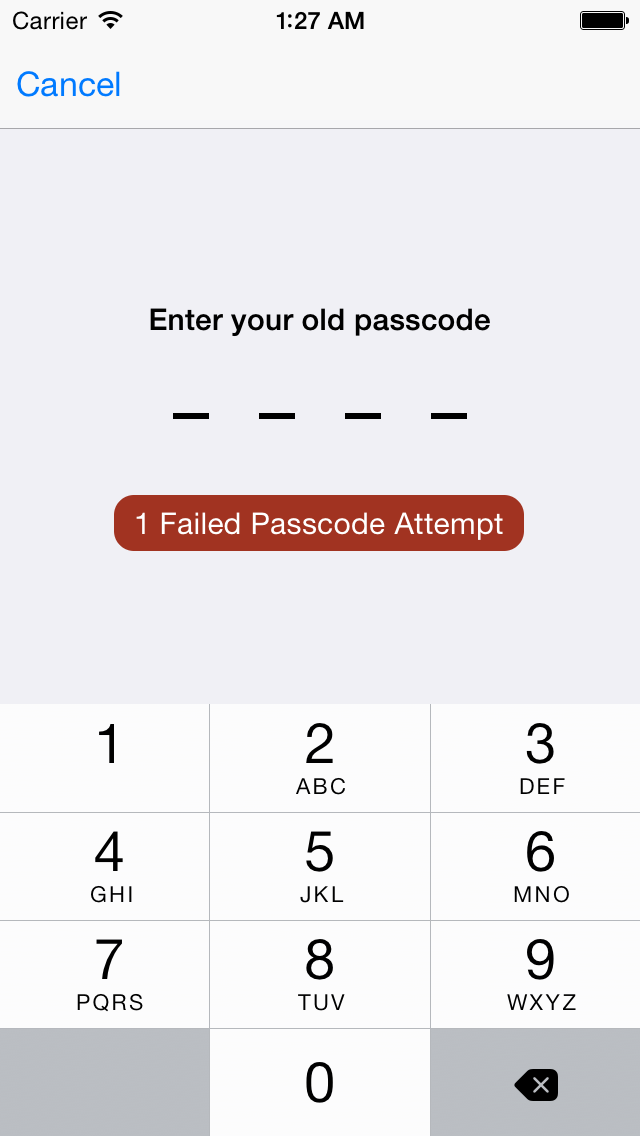 Carrier 1:27 AM
Cancel
Enter your old passcode
1 Failed Passcode Attempt
1 2 3
ABC DEF
4 5 6
GHI JKL MNO
7 8 9
PQRS TUV WXYZ
0